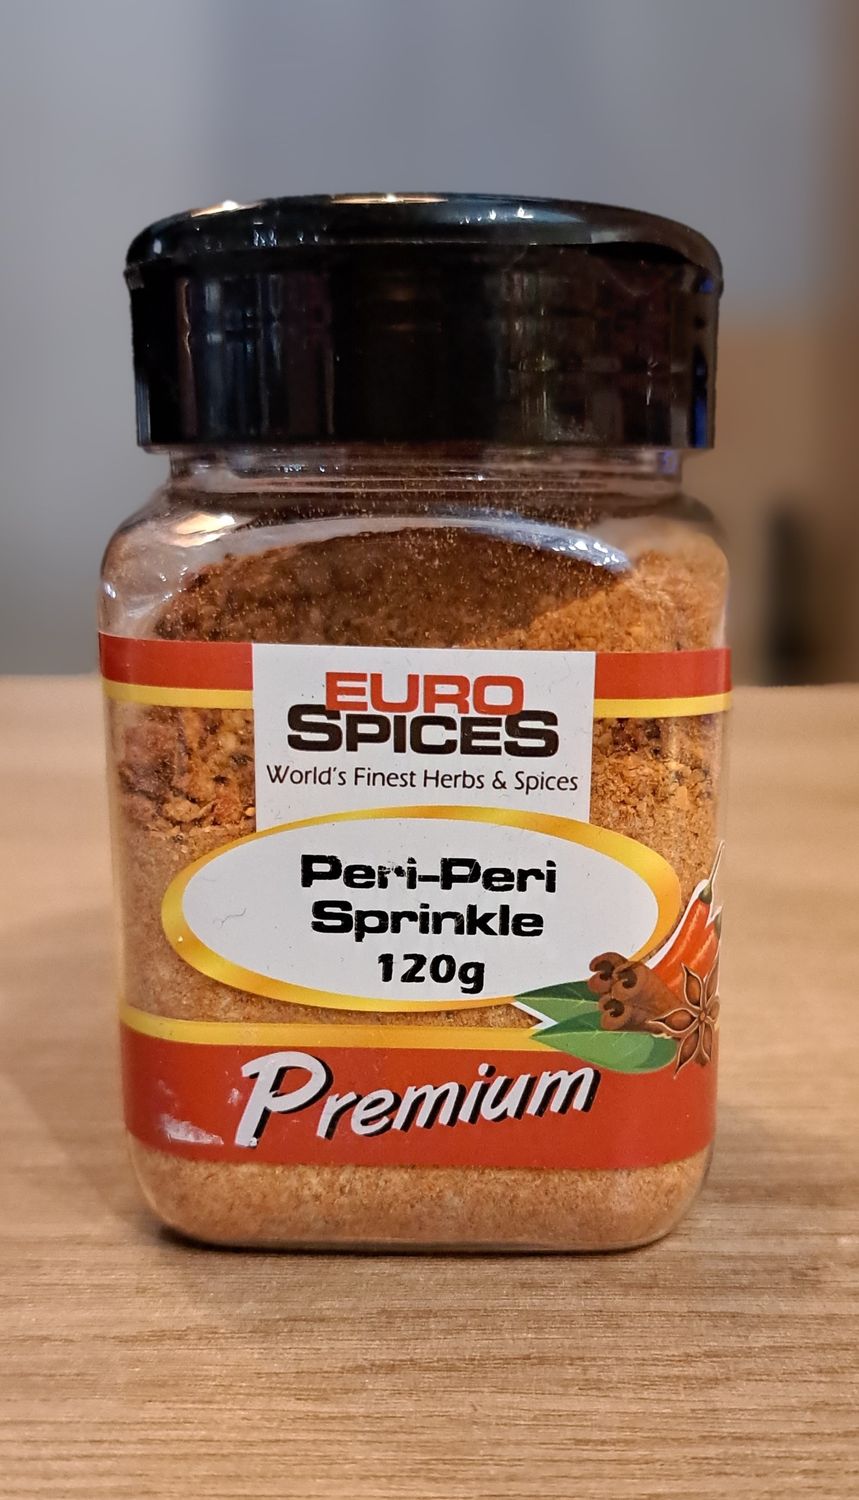 EURO
SPICES
World's Finest Herbs & Spices
Peri-Peri
Sprinkle
120g
Premium